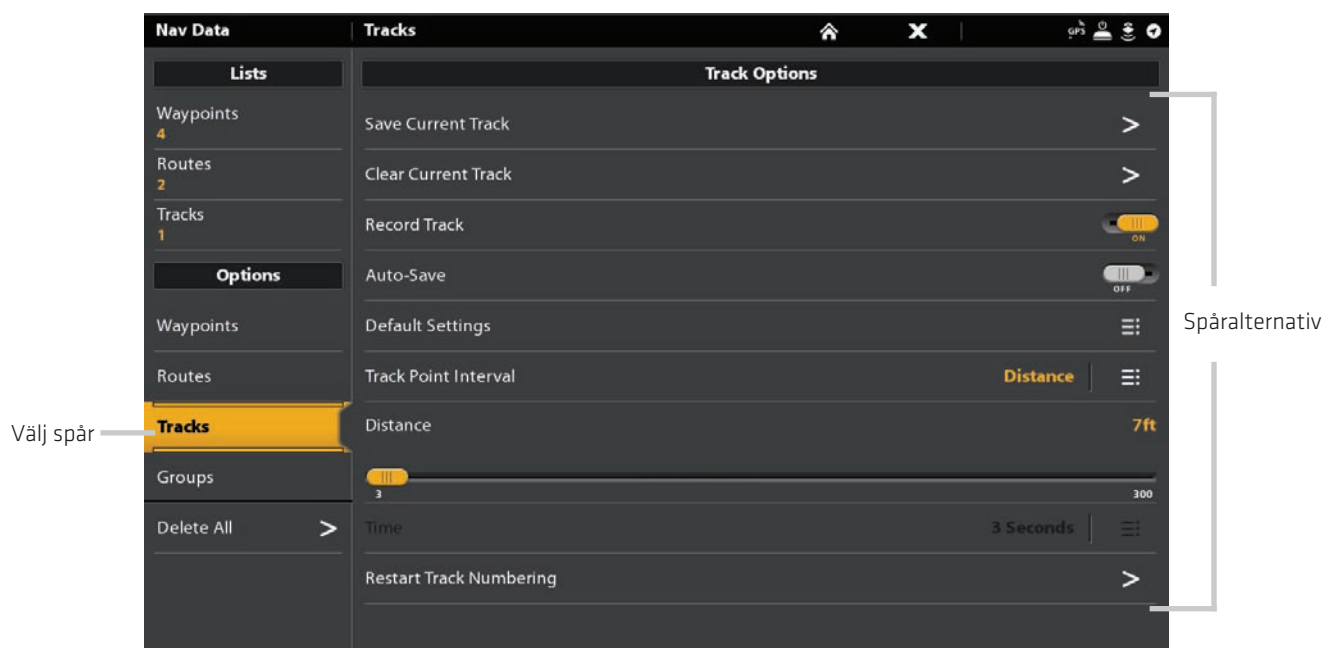 Nav Data
Tracks
GPS
Lists
Track Options
Waypoints
4
Save Current Track
Routes
2
Clear Current Track
Tracks
1
Record Track
ON
Options
Auto-Save
OFF
Waypoints
Default Settings
Spåralternativ
Routes
Track Point Interval
Distance
Välj spår
Tracks
Distance
7ft
Groups
3
300
Delete All
Time
3 Seconds
Restart Track Numbering